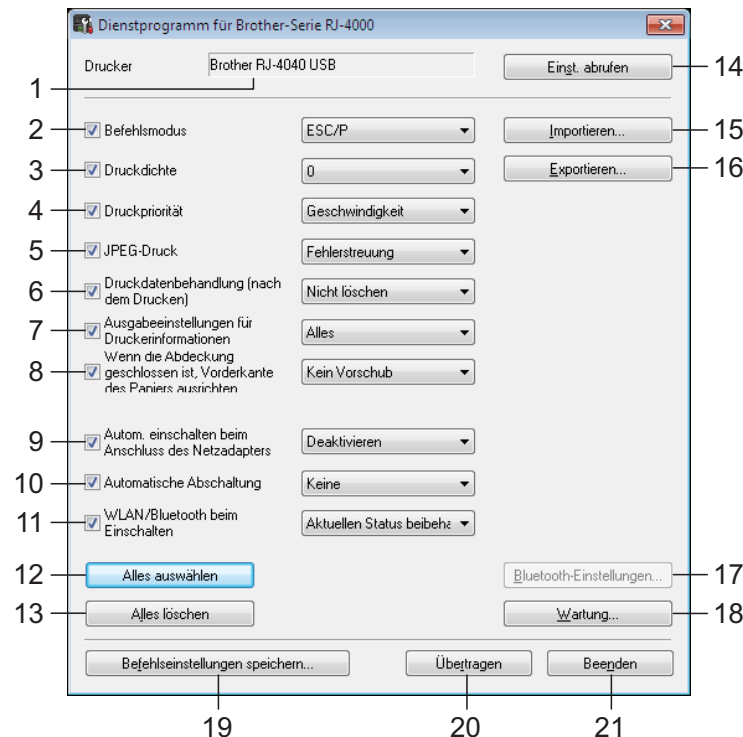 Dienstprogramm für Brother-Serie RJ-4000
Drucker
Brother RJ-4040 USB
Einst. abrufen
14
1
2
Befehlsmodus
ESC/P
Importieren...
15
3
Druckdichte
0
Exportieren...
16
4
Druckpriorität
Geschwindigkeit
5
JPEG-Druck
Fehlerstreuung
6
Druckdatenbehandlung (nach
dem Drucken)
Nicht löschen
7
Ausgabeeinstellungen für
Druckerinformationen
Alles
8
Wenn die Abdeckung
geschlossen ist, Vorderkante
des Papiers ausrichten
Kein Vorschub
9
Autom. einschalten beim
Anschluss des Netzadapters
Deaktivieren
10
Automatische Abschaltung
Keine
11
WLAN/Bluetooth beim
Einschalten
Aktuellen Status beibeha
12
Alles auswählen
Bluetooth-Einstellungen...
17
13
Alles löschen
Wartung...
18
Befehlseinstellungen speichern...
Übertragen
Beenden
19
20
21